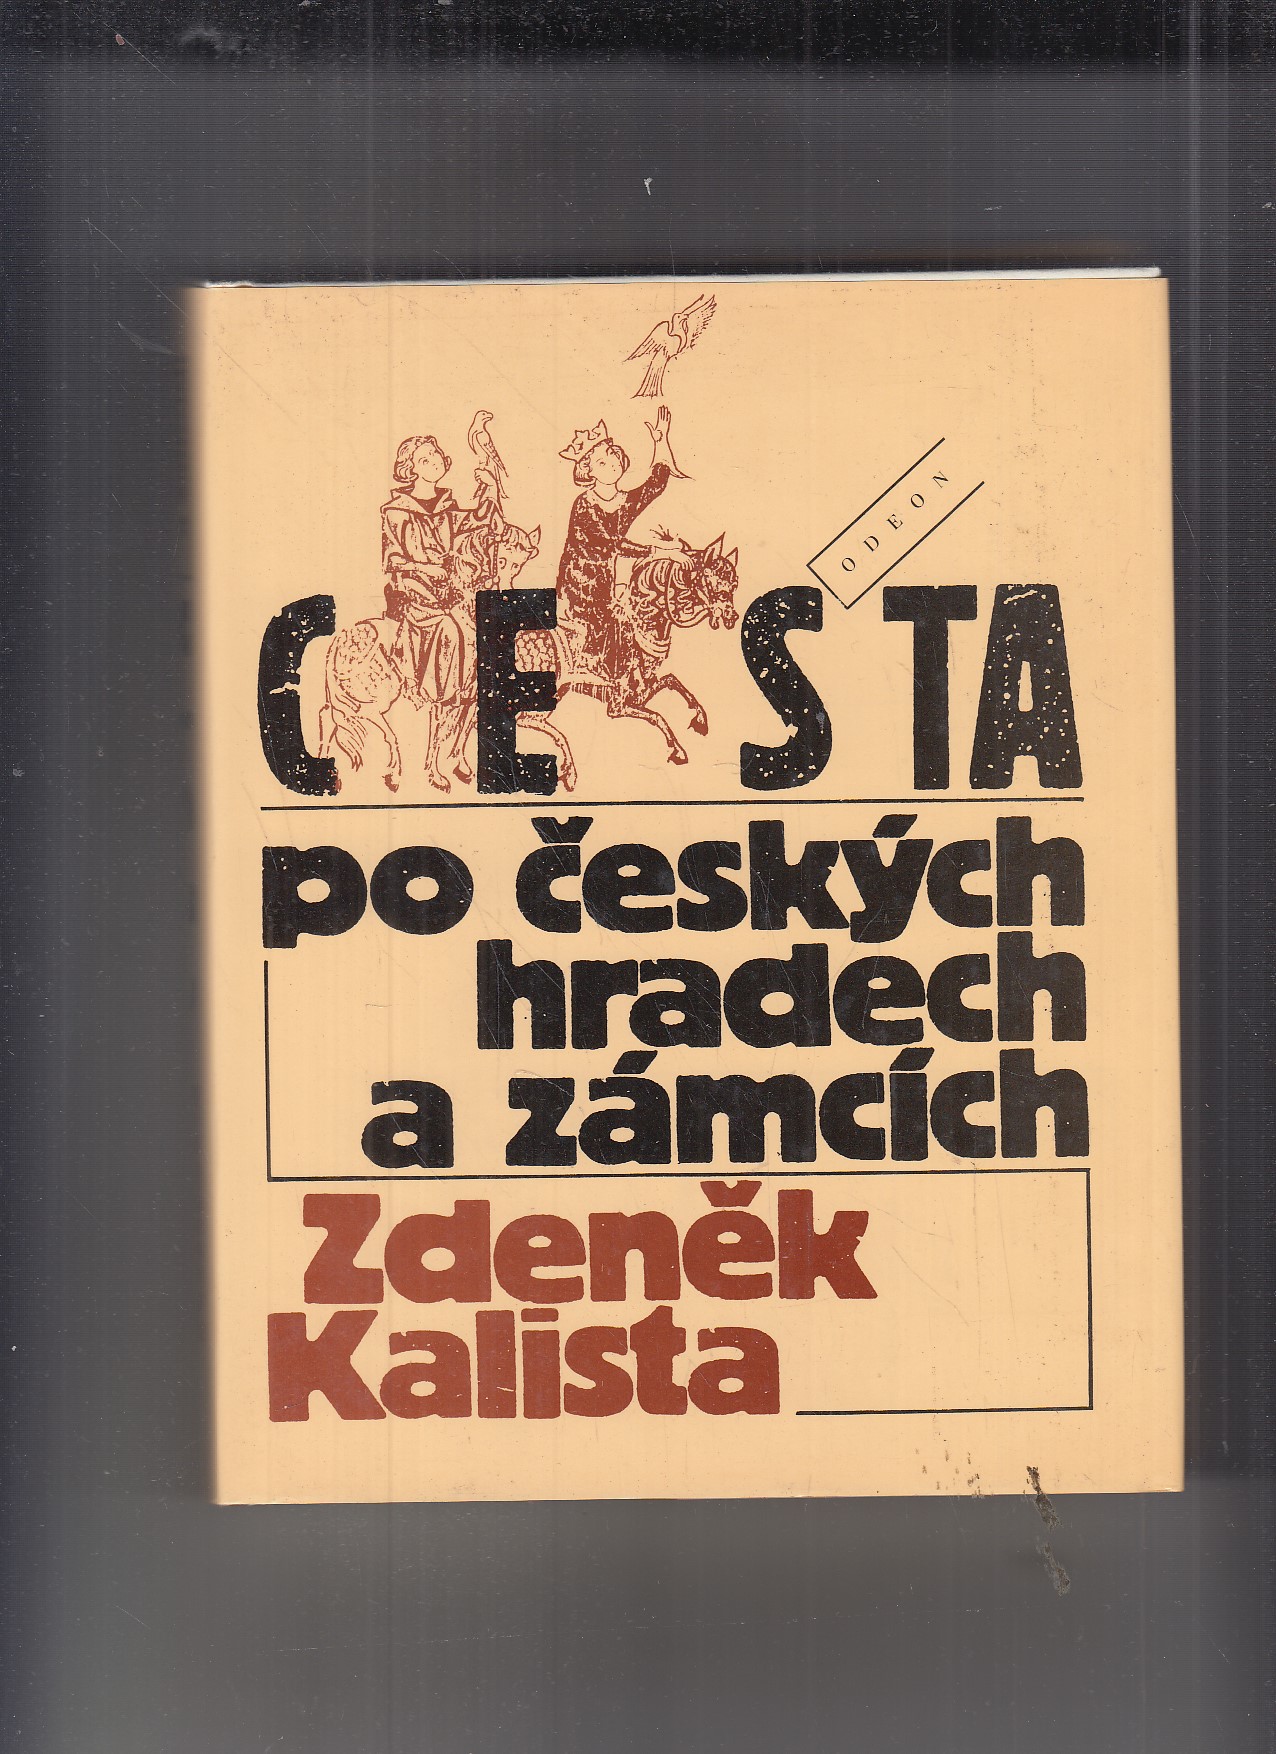 ODEON
CESTA
po českých
hradech
a zámcích
Zdeněk
Kalista